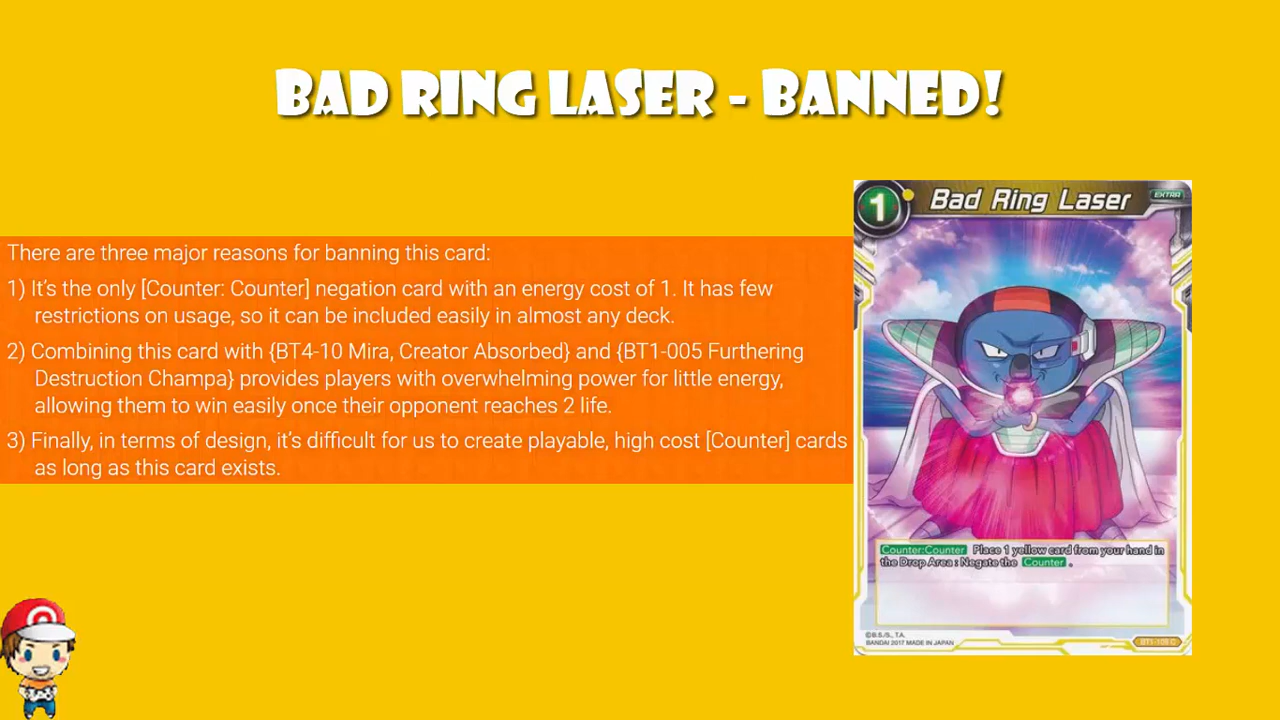 BAD RING LASER - BANNED!
There are three major reasons for banning this card:
1) It's the only [Counter: Counter] negation card with an energy cost of 1. It has few
restrictions on usage, so it can be included easily in almost any deck.
2) Combining this card with {BT4-10 Mira, Creator Absorbed} and {BT1-005 Furthering
Destruction Champa} provides players with overwhelming power for little energy,
allowing them to win easily once their opponent reaches 2 life.
3) Finally, in terms of design, it's difficult for us to create playable, high cost [Counter] cards
as long as this card exists.
1 Bad Ring Laser EXTRA
Counter:Counter Place 1 yellow card from your hand in
the Drop Area : Negate the Counter .
©B.S./S., T.A.
BANDAI 2017 MADE IN JAPAN